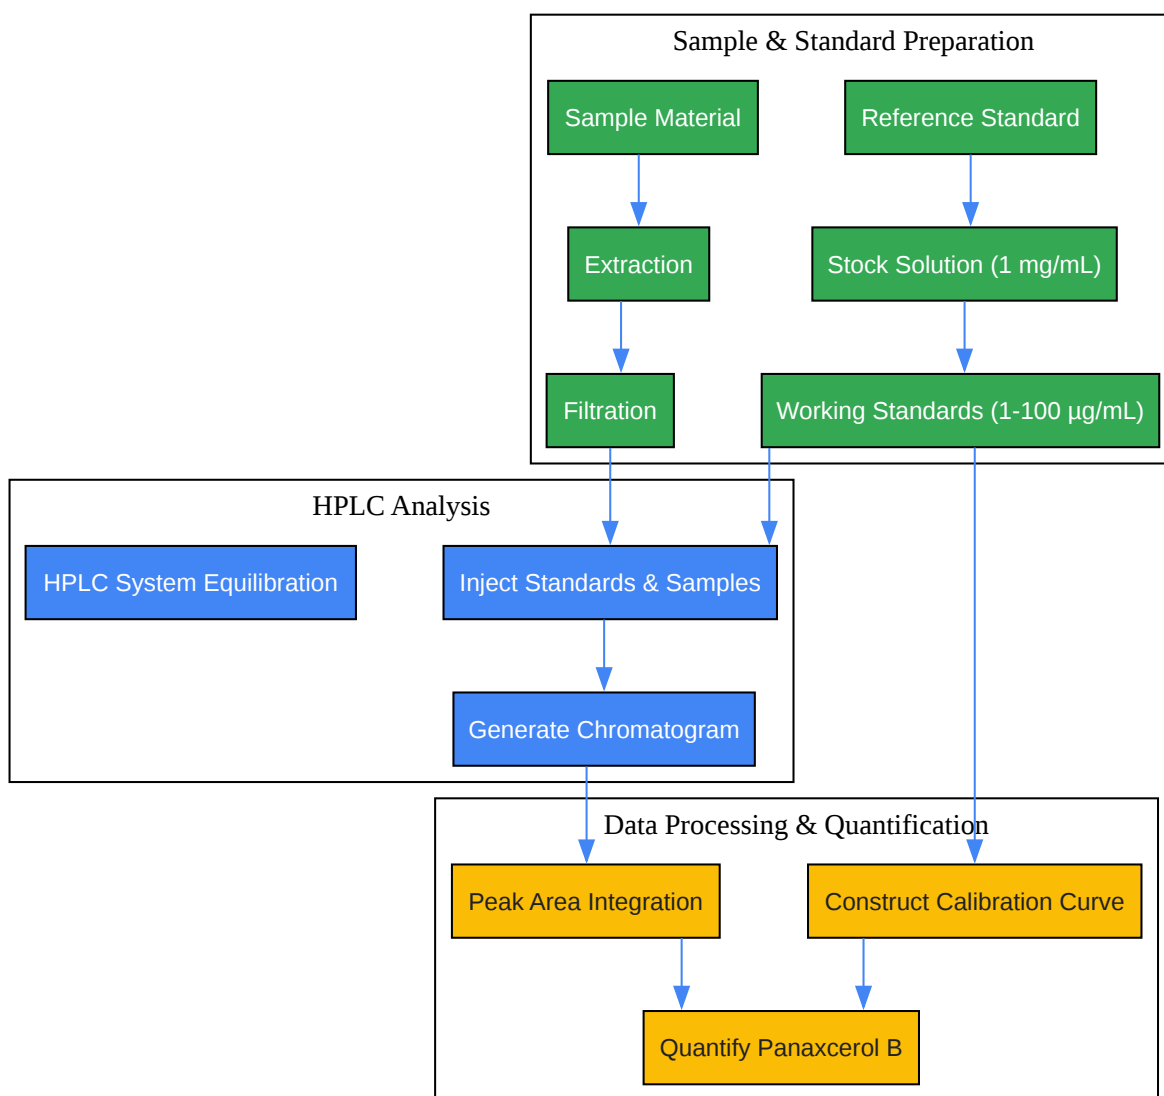 Sample & Standard Preparation
Sample Material
Reference Standard
Extraction
Stock Solution (1 mg/mL)
Filtration
Working Standards (1-100 µg/mL)
HPLC Analysis
HPLC System Equilibration
Inject Standards & Samples
Generate Chromatogram
Data Processing & Quantification
Peak Area Integration
Construct Calibration Curve
Quantify Panaxcerol B